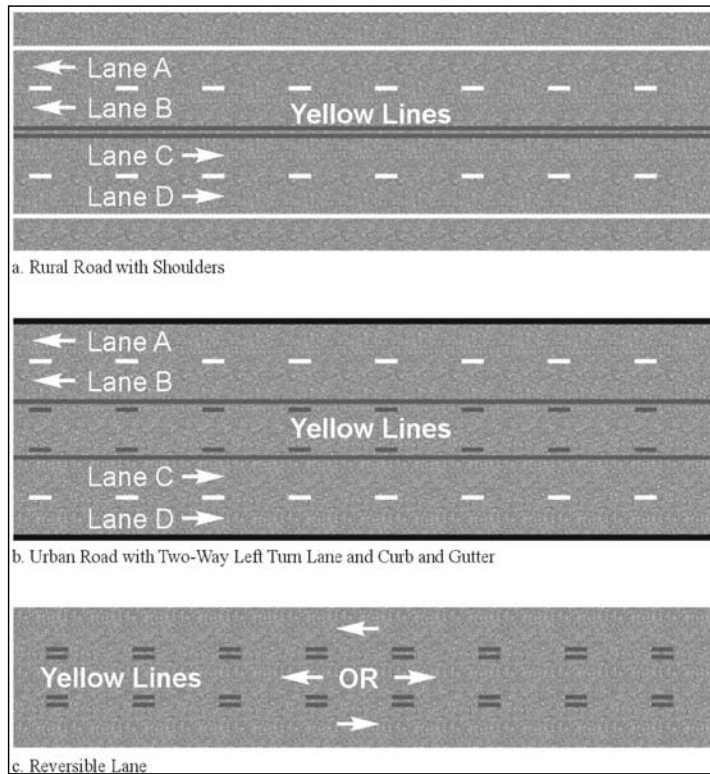 Lane A
Lane B
Yellow Lines
Lane C
Lane D
a. Rural Road with Shoulders
Lane A
Lane B
Yellow Lines
Lane C
Lane D
b. Urban Road with Two-Way Left Turn Lane and Curb and Gutter
Yellow Lines
OR
c. Reversible Lane